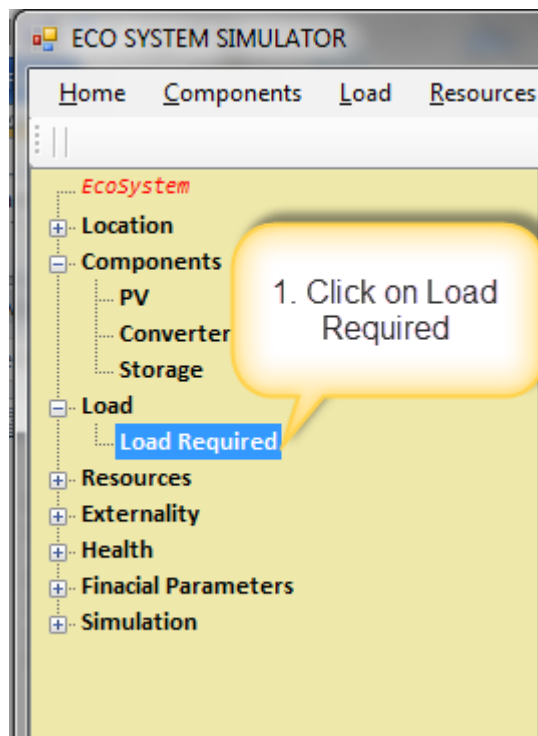 ECO SYSTEM SIMULATOR
Home Components Load Resources
EcoSystem
Location
Components
PV
Converter
Storage
Load
Load Required
Resources
Externality
Health
Finacial Parameters
Simulation
1. Click on Load
Required